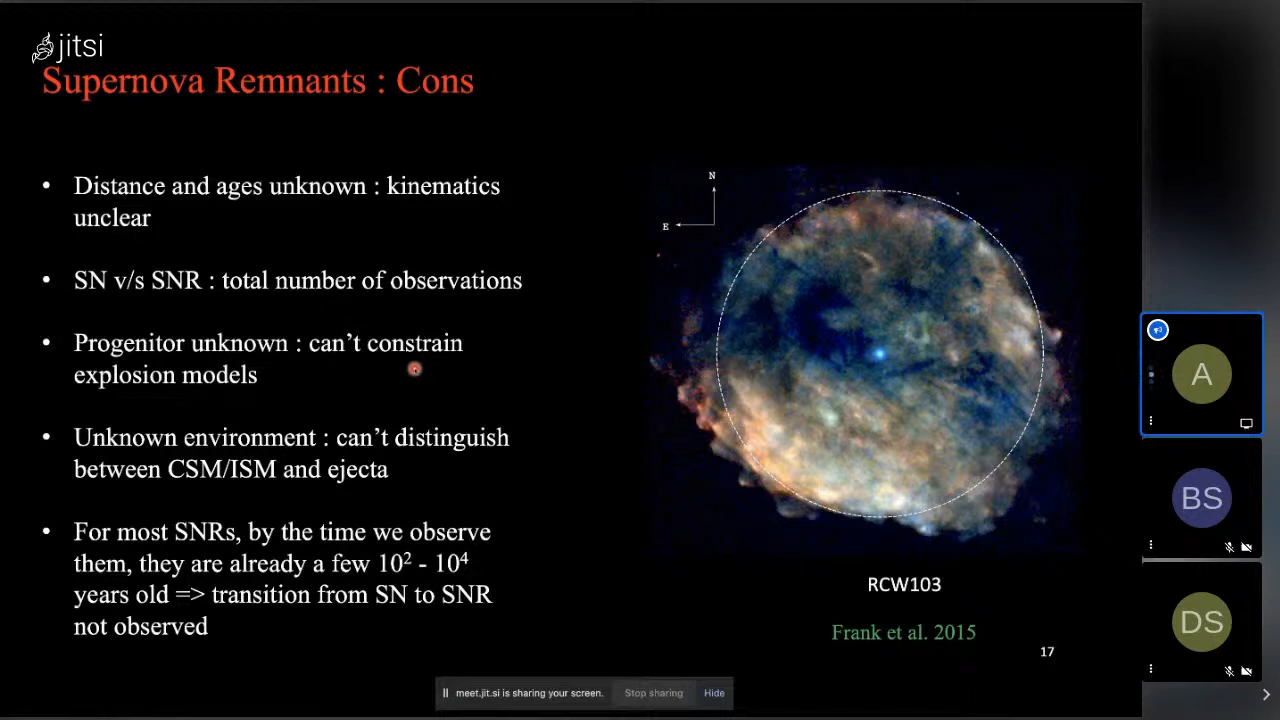 jitsi
Supernova Remnants : Cons
• Distance and ages unknown : kinematics
unclear
• SN v/s SNR : total number of observations
• Progenitor unknown : can’t constrain
explosion models
• Unknown environment : can’t distinguish
between CSM/ISM and ejecta
• For most SNRs, by the time we observe
them, they are already a few 10² - 10⁴
years old => transition from SN to SNR
not observed
N
E
RCW103
Frank et al. 2015
17
A
BS
DS
meet.jit.si is sharing your screen. Stop sharing Hide